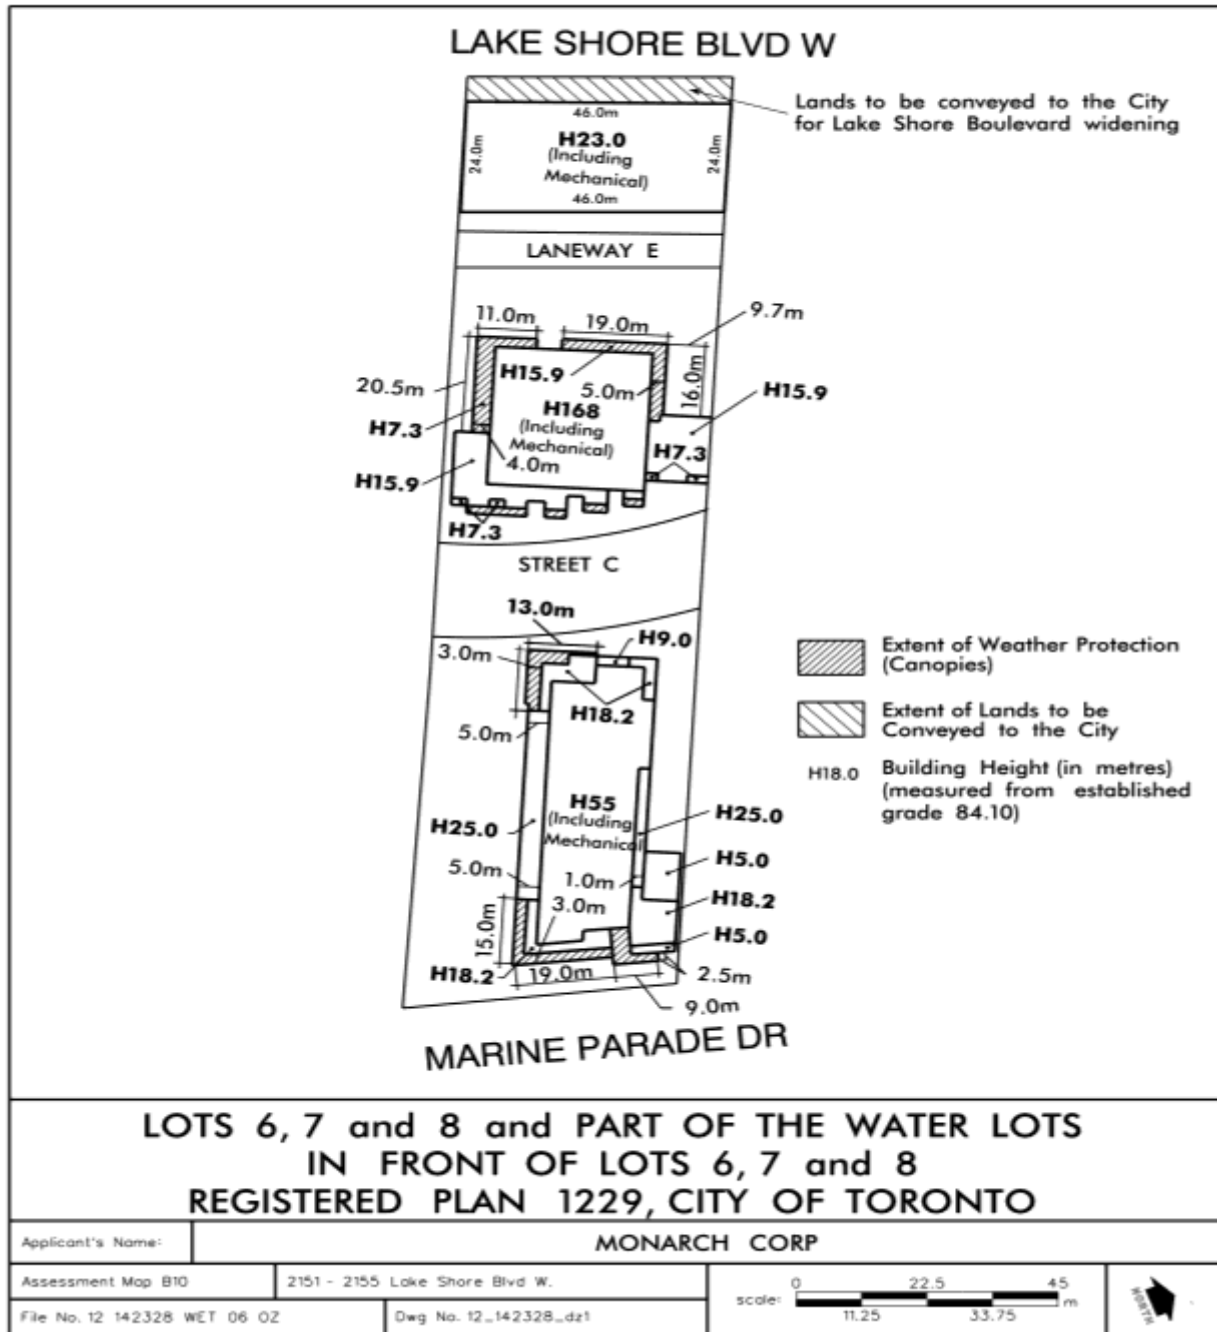 LAKE SHORE BLVD W
Lands to be conveyed to the City
for Lake Shore Boulevard widening
46.0m
H23.0
(Including
Mechanical)
24.0m
24.0m
46.0m
LANEWAY E
11.0m
19.0m
9.7m
20.5m
H15.9
5.0m
16.0m
H15.9
H168
(Including
Mechanical)
H7.3
H7.3
4.0m
H15.9
H7.3
STREET C
13.0m
H9.0
3.0m
H18.2
5.0m
Extent of Weather Protection
(Canopies)
Extent of Lands to be
Conveyed to the City
H18.0 Building Height (in metres)
(measured from established
grade 84.10)
H55
(Including
Mechanical
H25.0
H25.0
H5.0
5.0m
1.0m
H18.2
3.0m
15.0m
H5.0
H18.2
19.0m
2.5m
9.0m
MARINE PARADE DR
LOTS 6, 7 and 8 and PART OF THE WATER LOTS
IN FRONT OF LOTS 6, 7 and 8
REGISTERED PLAN 1229, CITY OF TORONTO
Applicant's Name: MONARCH CORP
Assessment Map B10 2151 - 2155 Lake Shore Blvd W.
File No. 12 142328 WET 06 OZ Dwg No. 12_142328_dz1
scale: 0 22.5 45 m
11.25 33.75
NORTH